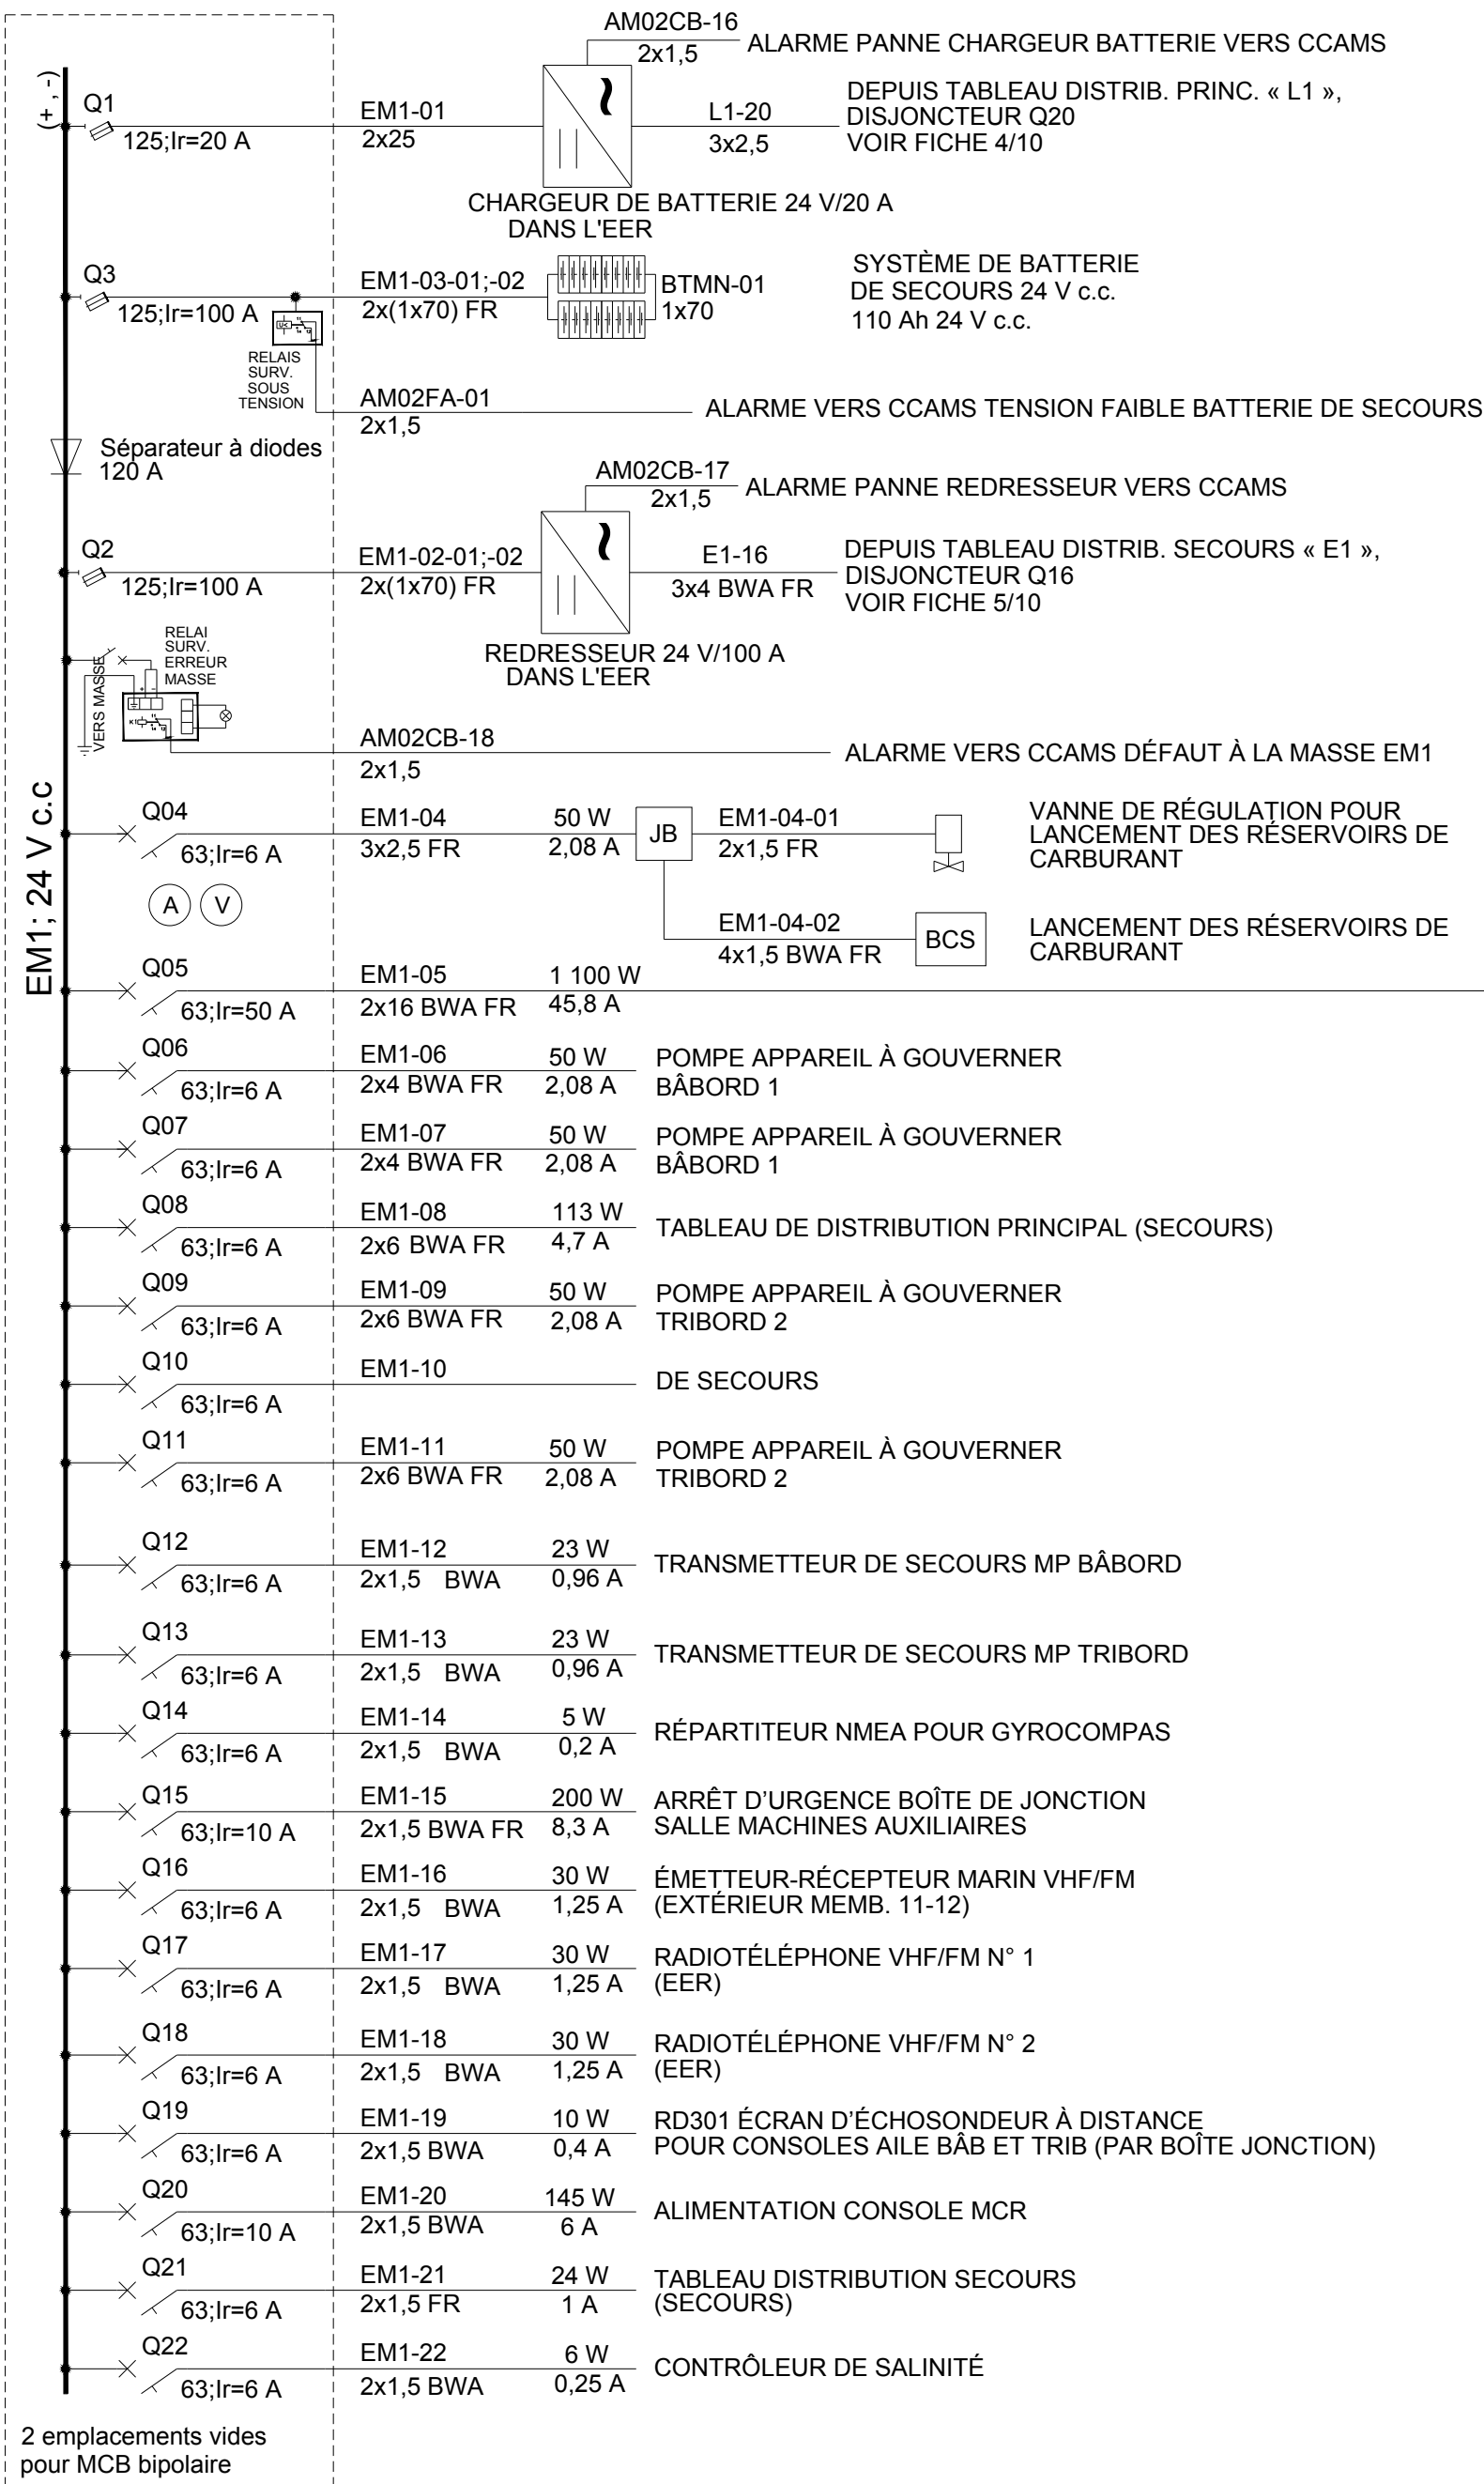 AM02CB-16
2x1,5
ALARME PANNE CHARGEUR BATTERIE VERS CCAMS
(+ , -)
Q1
125;Ir=20 A
EM1-01
2x25
L1-20
3x2,5
DEPUIS TABLEAU DISTRIB. PRINC. « L1 »,
DISJONCTEUR Q20
VOIR FICHE 4/10
CHARGEUR DE BATTERIE 24 V/20 A
DANS L'EER
Q3
125;Ir=100 A
EM1-03-01;-02
2x(1x70) FR
BTMN-01
1x70
SYSTÈME DE BATTERIE
DE SECOURS 24 V c.c.
110 Ah 24 V c.c.
RELAIS
SURV.
SOUS
TENSION
AM02FA-01
2x1,5
ALARME VERS CCAMS TENSION FAIBLE BATTERIE DE SECOURS
Séparateur à diodes
120 A
AM02CB-17
2x1,5
ALARME PANNE REDRESSEUR VERS CCAMS
Q2
125;Ir=100 A
EM1-02-01;-02
2x(1x70) FR
E1-16
3x4 BWA FR
DEPUIS TABLEAU DISTRIB. SECOURS « E1 »,
DISJONCTEUR Q16
VOIR FICHE 5/10
REDRESSEUR 24 V/100 A
DANS L'EER
RELAI
SURV.
ERREUR
MASSE
VERS MASSE
K1
AM02CB-18
2x1,5
ALARME VERS CCAMS DÉFAUT À LA MASSE EM1
EM1; 24 V c.c
Q04
63;Ir=6 A
EM1-04
3x2,5 FR
50 W
2,08 A
JB
EM1-04-01
2x1,5 FR
VANNE DE RÉGULATION POUR
LANCEMENT DES RÉSERVOIRS DE
CARBURANT
A
V
EM1-04-02
4x1,5 BWA FR
BCS
LANCEMENT DES RÉSERVOIRS DE
CARBURANT
Q05
63;Ir=50 A
EM1-05
2x16 BWA FR
1 100 W
45,8 A
Q06
63;Ir=6 A
EM1-06
2x4 BWA FR
50 W
2,08 A
POMPE APPAREIL À GOUVERNER
BÂBORD 1
Q07
63;Ir=6 A
EM1-07
2x4 BWA FR
50 W
2,08 A
POMPE APPAREIL À GOUVERNER
BÂBORD 1
Q08
63;Ir=6 A
EM1-08
2x6 BWA FR
113 W
4,7 A
TABLEAU DE DISTRIBUTION PRINCIPAL (SECOURS)
Q09
63;Ir=6 A
EM1-09
2x6 BWA FR
50 W
2,08 A
POMPE APPAREIL À GOUVERNER
TRIBORD 2
Q10
63;Ir=6 A
EM1-10
DE SECOURS
Q11
63;Ir=6 A
EM1-11
2x6 BWA FR
50 W
2,08 A
POMPE APPAREIL À GOUVERNER
TRIBORD 2
Q12
63;Ir=6 A
EM1-12
2x1,5 BWA
23 W
0,96 A
TRANSMETTEUR DE SECOURS MP BÂBORD
Q13
63;Ir=6 A
EM1-13
2x1,5 BWA
23 W
0,96 A
TRANSMETTEUR DE SECOURS MP TRIBORD
Q14
63;Ir=6 A
EM1-14
2x1,5 BWA
5 W
0,2 A
RÉPARTITEUR NMEA POUR GYROCOMPAS
Q15
63;Ir=10 A
EM1-15
2x1,5 BWA FR
200 W
8,3 A
ARRÊT D’URGENCE BOÎTE DE JONCTION
SALLE MACHINES AUXILIAIRES
Q16
63;Ir=6 A
EM1-16
2x1,5 BWA
30 W
1,25 A
ÉMETTEUR-RÉCEPTEUR MARIN VHF/FM
(EXTÉRIEUR MEMB. 11-12)
Q17
63;Ir=6 A
EM1-17
2x1,5 BWA
30 W
1,25 A
RADIOTÉLÉPHONE VHF/FM N° 1
(EER)
Q18
63;Ir=6 A
EM1-18
2x1,5 BWA
30 W
1,25 A
RADIOTÉLÉPHONE VHF/FM N° 2
(EER)
Q19
63;Ir=6 A
EM1-19
2x1,5 BWA
10 W
0,4 A
RD301 ÉCRAN D’ÉCHOSONDEUR À DISTANCE
POUR CONSOLES AILE BÂB ET TRIB (PAR BOÎTE JONCTION)
Q20
63;Ir=10 A
EM1-20
2x1,5 BWA
145 W
6 A
ALIMENTATION CONSOLE MCR
Q21
63;Ir=6 A
EM1-21
2x1,5 FR
24 W
1 A
TABLEAU DISTRIBUTION SECOURS
(SECOURS)
Q22
63;Ir=6 A
EM1-22
2x1,5 BWA
6 W
0,25 A
CONTRÔLEUR DE SALINITÉ
2 emplacements vides
pour MCB bipolaire